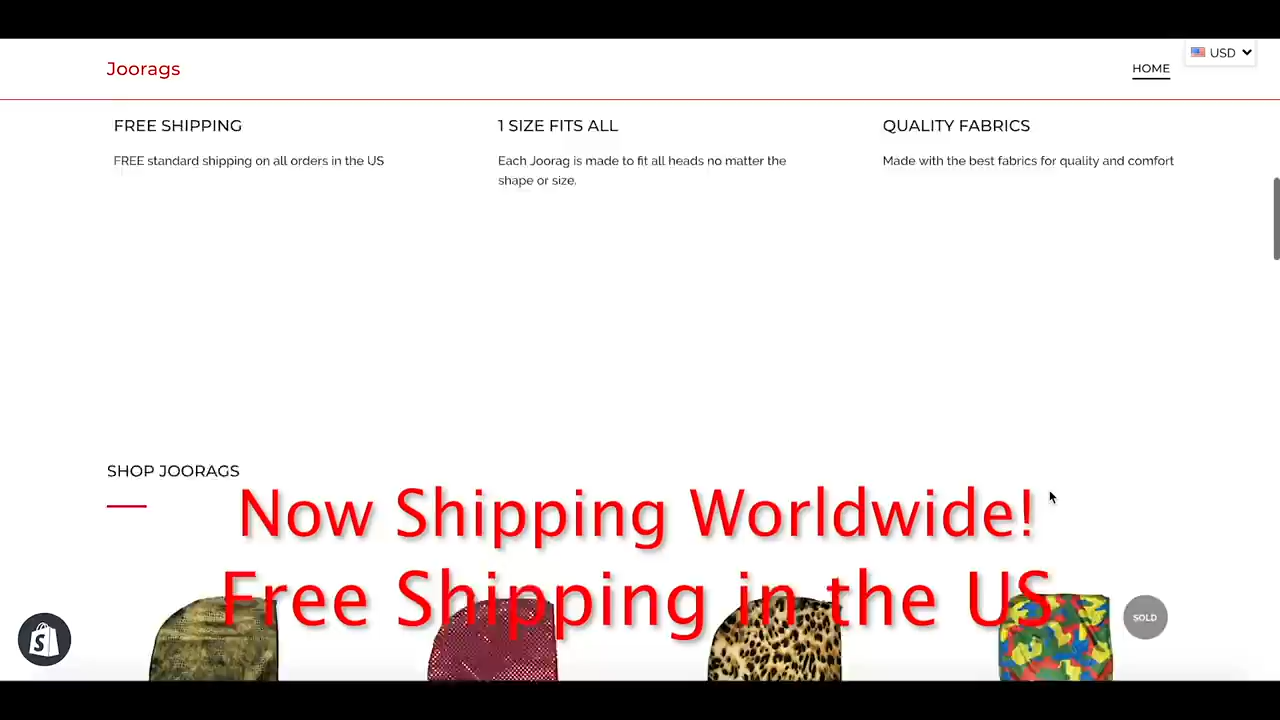 Joorags
HOME
USD
FREE SHIPPING
FREE standard shipping on all orders in the US
1 SIZE FITS ALL
Each Joorag is made to fit all heads no matter the
shape or size.
QUALITY FABRICS
Made with the best fabrics for quality and comfort
SHOP JOORAGS
Now Shipping Worldwide!
Free Shipping in the US
SOLD
S